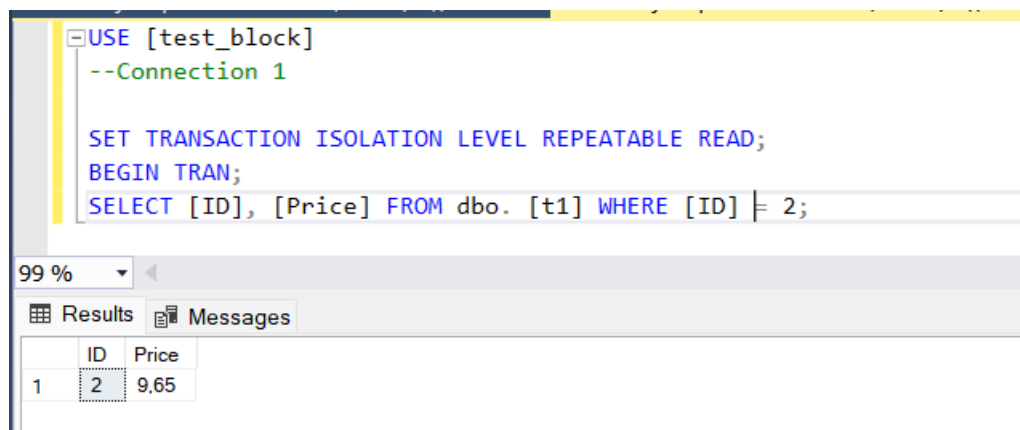 USE [test_block]
--Connection 1
SET TRANSACTION ISOLATION LEVEL REPEATABLE READ;
BEGIN TRAN;
SELECT [ID], [Price] FROM dbo. [t1] WHERE [ID] = 2;
99 %
Results Messages
ID Price
1 2 9,65